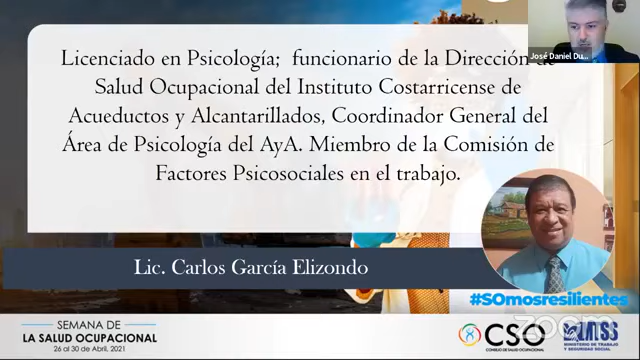 José Daniel Du...
Licenciado en Psicología;  funcionario de la Dirección de
Salud Ocupacional del Instituto Costarricense de
Acueductos y Alcantarillados, Coordinador General del
Área de Psicología del AyA. Miembro de la Comisión de
Factores Psicosociales en el trabajo.
Lic. Carlos García Elizondo
#SOmosresilientes
zoom
SEMANA DE
LA SALUD OCUPACIONAL
26 al 30 de Abril, 2021
CSO
CONSEJO DE SALUD OCUPACIONAL
MTSS
MINISTERIO DE TRABAJO
Y SEGURIDAD SOCIAL